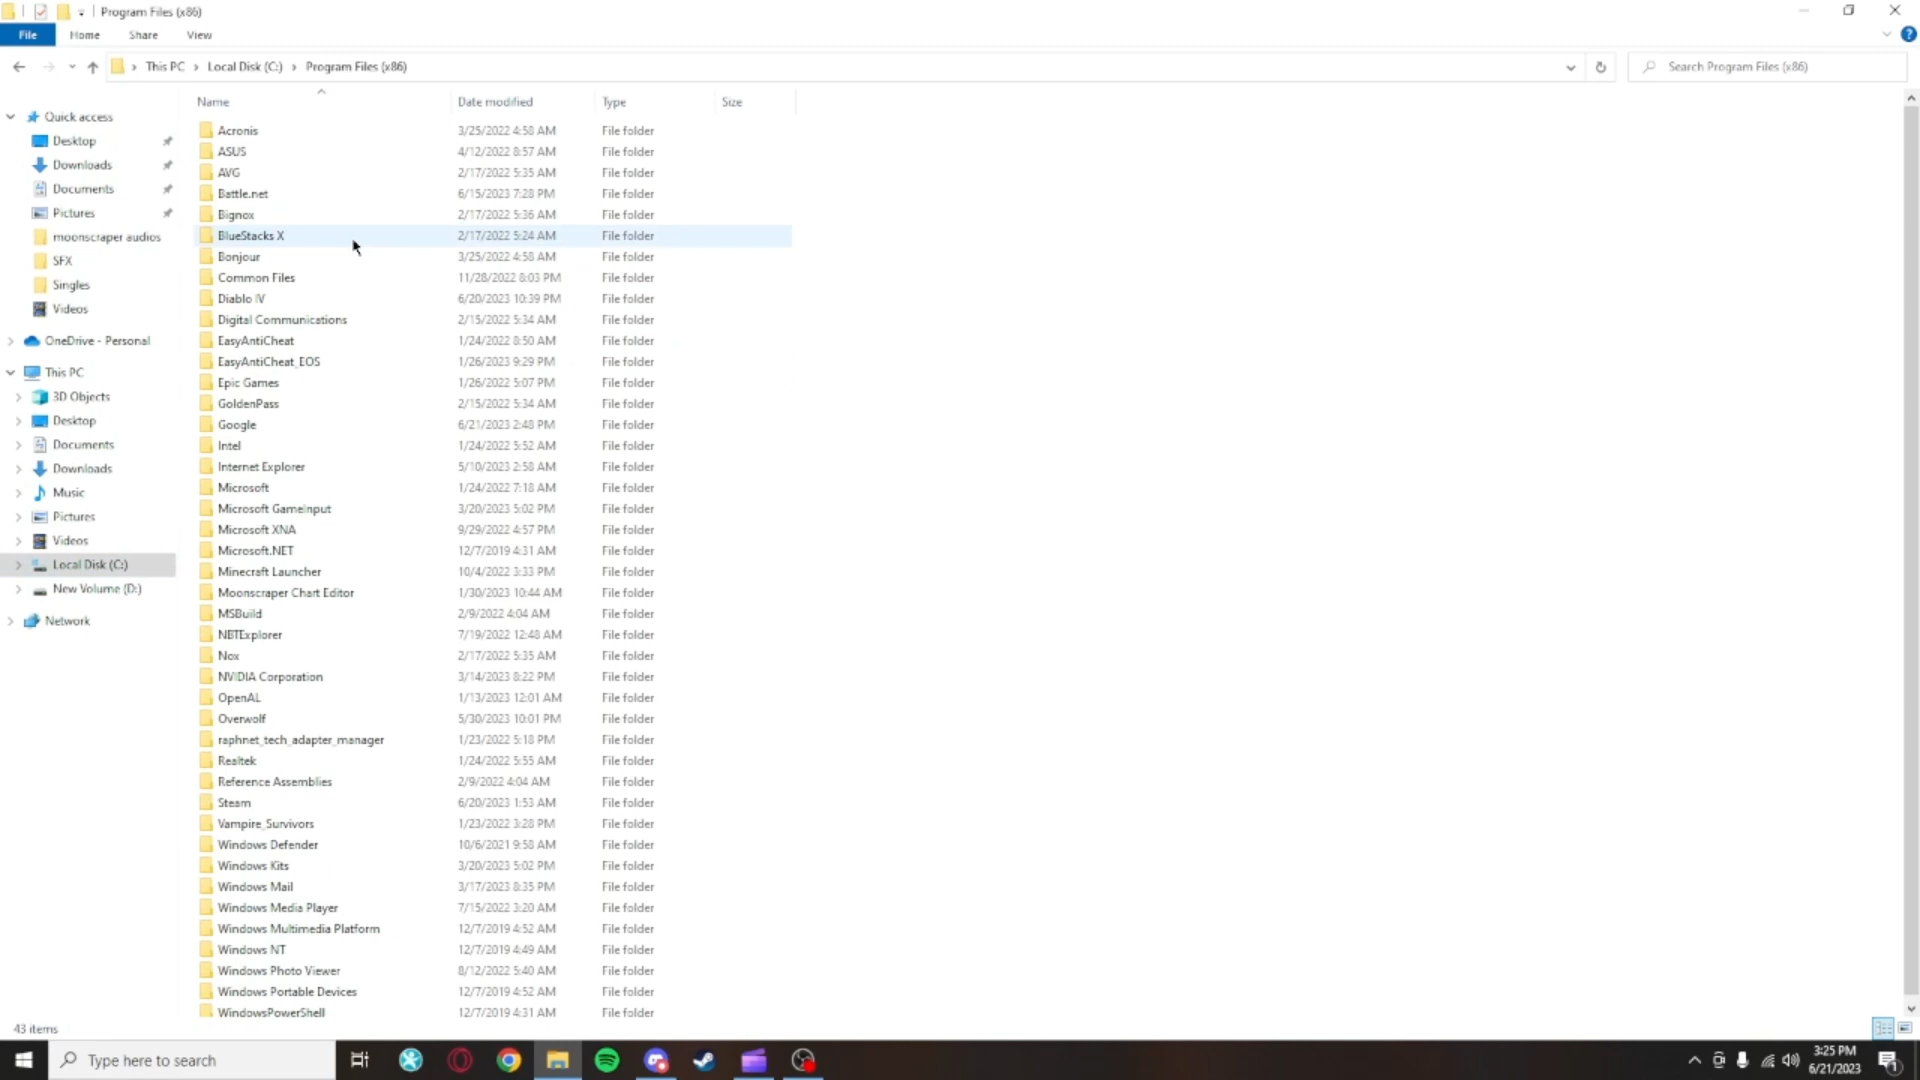 Program Files (x86)
File Home Share View
This PC Local Disk (C:) Program Files (x86) Search Program Files (x86)
Name Date modified Type Size
Quick access
Desktop
Downloads
Documents
Pictures
moonscraper audios
SFX
Singles
Videos
OneDrive - Personal
This PC
3D Objects
Desktop
Documents
Downloads
Music
Pictures
Videos
Local Disk (C:)
New Volume (D:)
Network
Acronis 3/25/2022 4:58 AM File folder
ASUS 4/12/2022 8:57 AM File folder
AVG 2/17/2022 5:35 AM File folder
Battle.net 6/15/2023 7:28 PM File folder
Bignox 2/17/2022 5:36 AM File folder
BlueStacks X 2/17/2022 5:24 AM File folder
Bonjour 3/25/2022 4:58 AM File folder
Common Files 11/28/2022 8:03 PM File folder
Diablo IV 6/20/2023 10:39 PM File folder
Digital Communications 2/15/2022 5:34 AM File folder
EasyAntiCheat 1/24/2022 8:50 AM File folder
EasyAntiCheat_EOS 1/26/2023 9:29 PM File folder
Epic Games 1/26/2022 5:07 PM File folder
GoldenPass 2/15/2022 5:34 AM File folder
Google 6/21/2023 2:48 PM File folder
Intel 1/24/2022 5:52 AM File folder
Internet Explorer 5/10/2023 2:58 AM File folder
Microsoft 1/24/2022 7:18 AM File folder
Microsoft GameInput 3/20/2023 5:02 PM File folder
Microsoft XNA 9/29/2022 4:57 PM File folder
Microsoft.NET 12/7/2019 4:31 AM File folder
Minecraft Launcher 10/4/2022 3:33 PM File folder
Moonscraper Chart Editor 1/30/2023 10:44 AM File folder
MSBuild 2/9/2022 4:04 AM File folder
NBTExplorer 7/19/2022 12:48 AM File folder
Nox 2/17/2022 5:35 AM File folder
NVIDIA Corporation 3/14/2023 8:22 PM File folder
OpenAL 1/13/2023 12:01 AM File folder
Overwolf 5/30/2023 10:01 PM File folder
raphnet_tech_adapter_manager 1/23/2022 5:18 PM File folder
Realtek 1/24/2022 5:55 AM File folder
Reference Assemblies 2/9/2022 4:04 AM File folder
Steam 6/20/2023 1:53 AM File folder
Vampire_Survivors 1/23/2022 3:28 PM File folder
Windows Defender 10/6/2021 9:58 AM File folder
Windows Kits 3/20/2023 5:02 PM File folder
Windows Mail 3/17/2023 8:35 PM File folder
Windows Media Player 7/15/2022 3:20 AM File folder
Windows Multimedia Platform 12/7/2019 4:52 AM File folder
Windows NT 12/7/2019 4:49 AM File folder
Windows Photo Viewer 8/12/2022 5:40 AM File folder
Windows Portable Devices 12/7/2019 4:52 AM File folder
WindowsPowerShell 12/7/2019 4:31 AM File folder
43 items
Type here to search
3:25 PM
6/21/2023
1